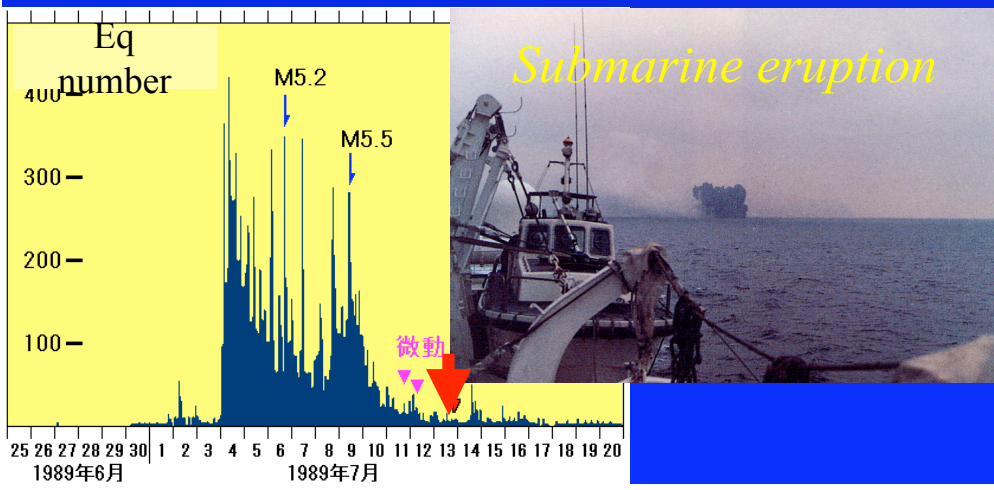 Eq
number
Submarine eruption
400
M5.2
M5.5
300
200
100
微動
25 26 27 28 29 30 1 2 3 4 5 6 7 8 9 10 11 12 13 14 15 16 17 18 19 20
1989年6月
1989年7月